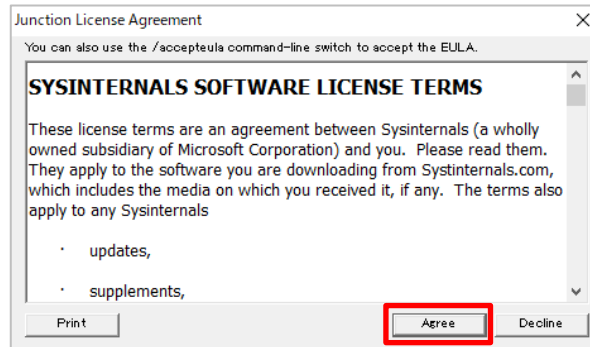 Junction License Agreement
You can also use the /accepteula command-line switch to accept the EULA.
SYSINTERNALS SOFTWARE LICENSE TERMS
These license terms are an agreement between Sysinternals (a wholly
owned subsidiary of Microsoft Corporation) and you. Please read them.
They apply to the software you are downloading from Systinternals.com,
which includes the media on which you received it, if any. The terms also
apply to any Sysinternals
· updates,
· supplements,
Print Agree Decline